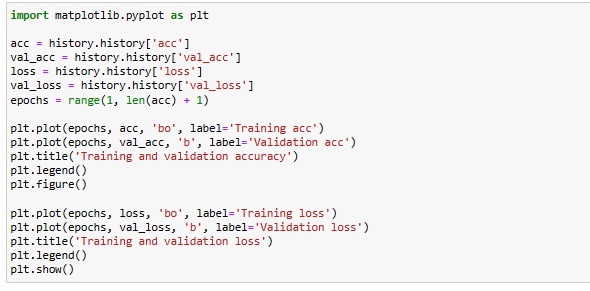 import matplotlib.pyplot as plt
acc = history.history['acc']
val_acc = history.history['val_acc']
loss = history.history['loss']
val_loss = history.history['val_loss']
epochs = range(1, len(acc) + 1)
plt.plot(epochs, acc, 'bo', label='Training acc')
plt.plot(epochs, val_acc, 'b', label='Validation acc')
plt.title('Training and validation accuracy')
plt.legend()
plt.figure()
plt.plot(epochs, loss, 'bo', label='Training loss')
plt.plot(epochs, val_loss, 'b', label='Validation loss')
plt.title('Training and validation loss')
plt.legend()
plt.show()